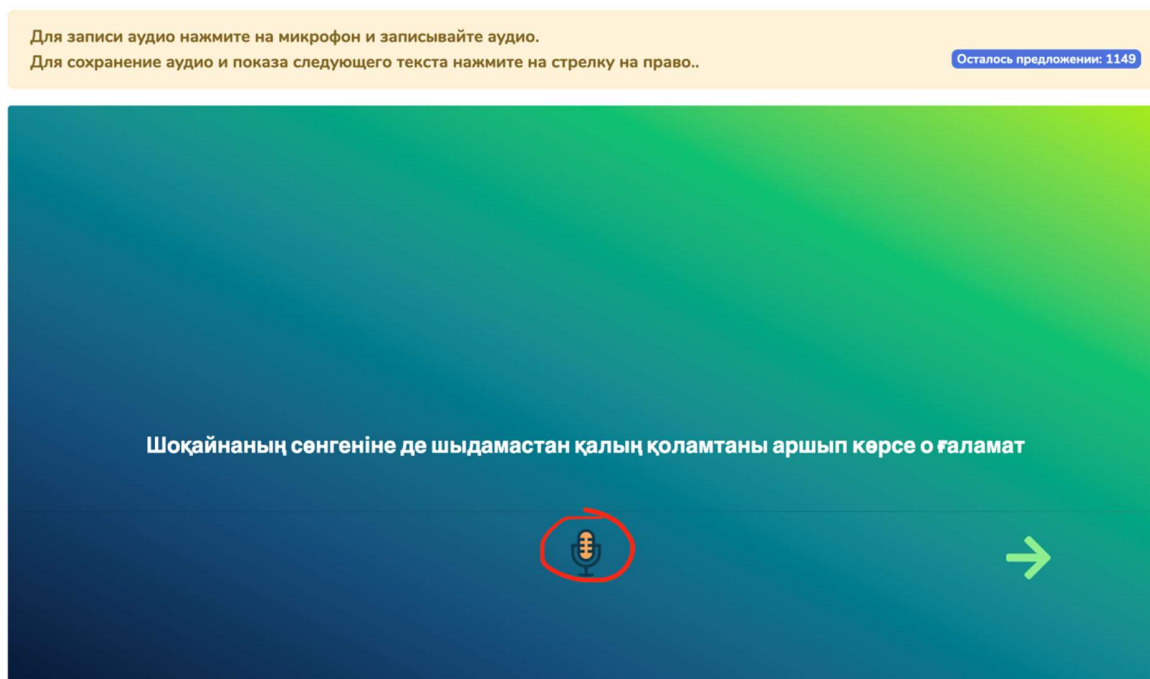 Для записи аудио нажмите на микрофон и записывайте аудио.
Для сохранение аудио и показа следующего текста нажмите на стрелку на право..
Осталось предложении: 1149
Шоқайнаның сөнгеніне де шыдамастан қалың қоламтаны аршып көрсе о ғаламат